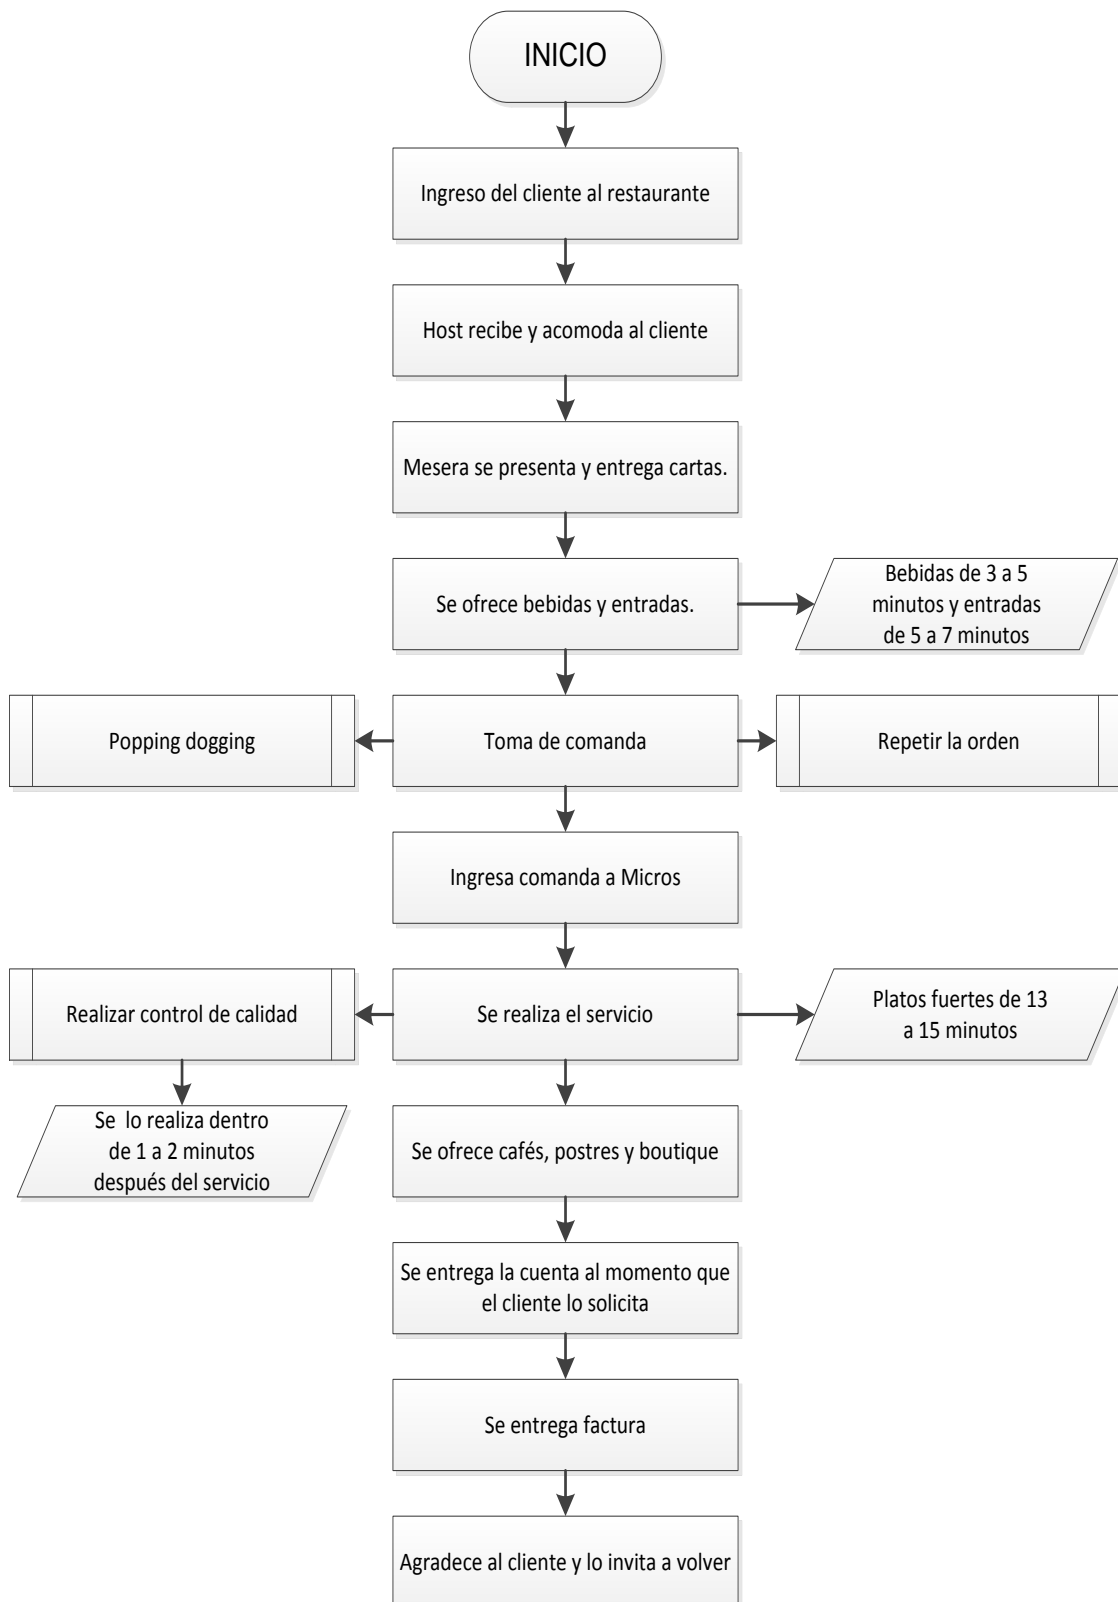 INICIO
Ingreso del cliente al restaurante
Host recibe y acomoda al cliente
Mesera se presenta y entrega cartas.
Se ofrece bebidas y entradas.
Bebidas de 3 a 5
minutos y entradas
de 5 a 7 minutos
Popping dogging
Toma de comanda
Repetir la orden
Ingresa comanda a Micros
Realizar control de calidad
Se realiza el servicio
Platos fuertes de 13
a 15 minutos
Se lo realiza dentro
de 1 a 2 minutos
después del servicio
Se ofrece cafés, postres y boutique
Se entrega la cuenta al momento que
el cliente lo solicita
Se entrega factura
Agradece al cliente y lo invita a volver